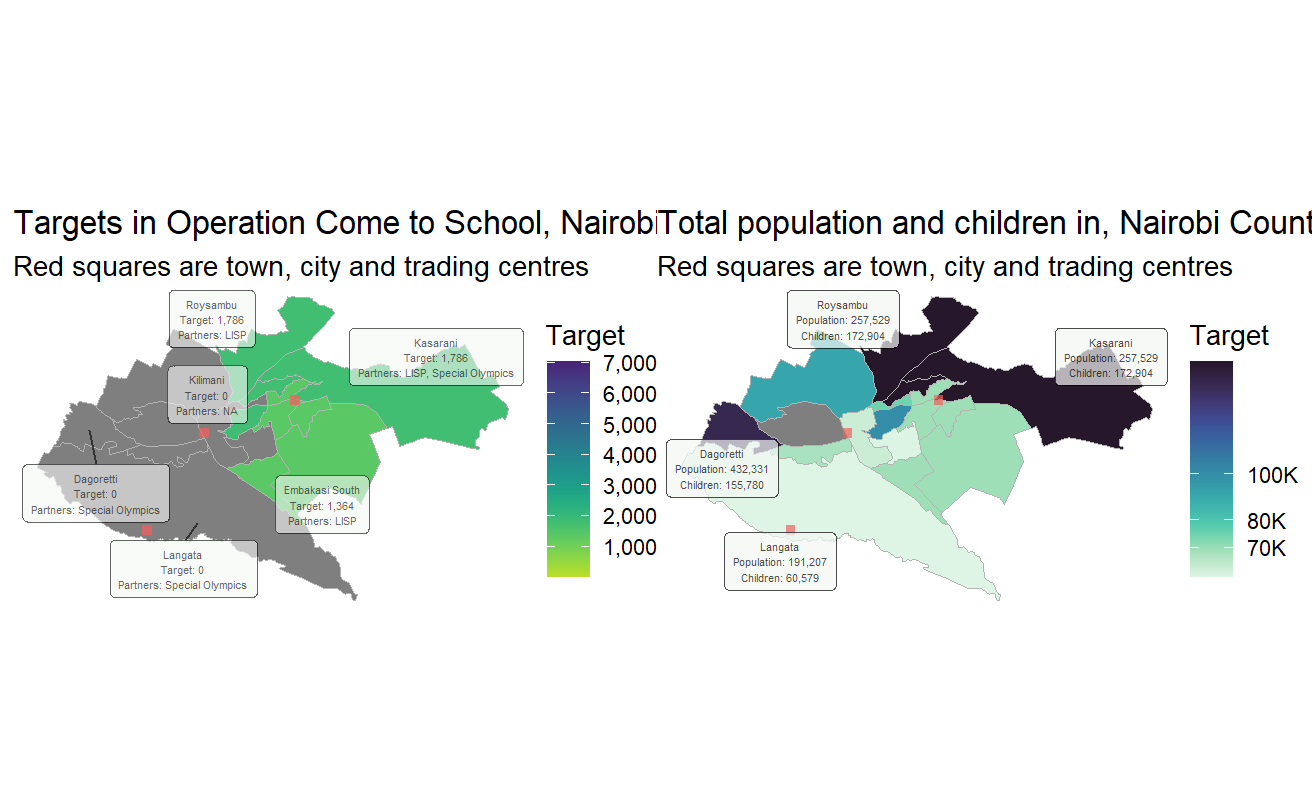 Targets in Operation Come to School, Nairobi
Red squares are town, city and trading centres
Roysambu
Target: 1,786
Partners: LISP
Kasarani
Target: 1,786
Partners: LISP, Special Olympics
Kilimani
Target: 0
Partners: NA
Dagoretti
Target: 0
Partners: Special Olympics
Embakasi South
Target: 1,364
Partners: LISP
Langata
Target: 0
Partners: Special Olympics
Target
7,000
6,000
5,000
4,000
3,000
2,000
1,000
Total population and children in, Nairobi Count
Red squares are town, city and trading centres
Roysambu
Population: 257,529
Children: 172,904
Kasarani
Population: 257,529
Children: 172,904
Dagoretti
Population: 432,331
Children: 155,780
Langata
Population: 191,207
Children: 60,579
Target
100K
80K
70K